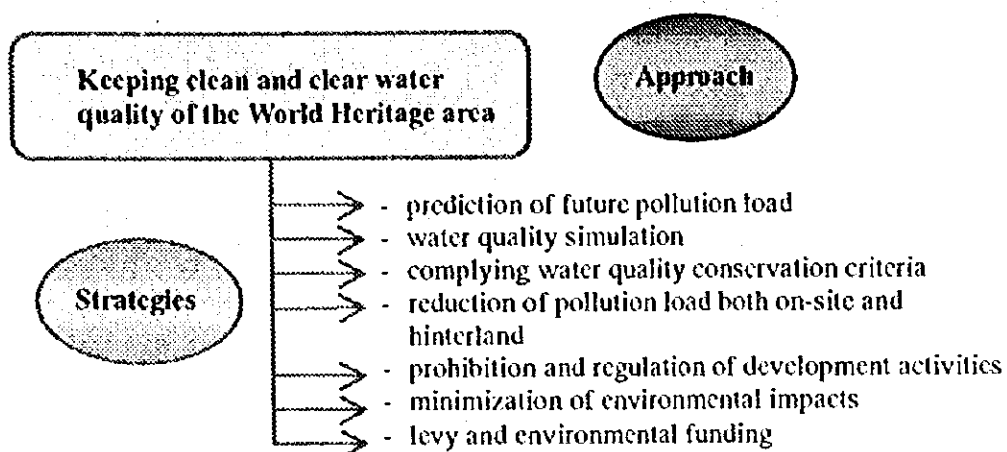 Keeping clean and clear water
quality of the World Heritage area
Approach
Strategies
- prediction of future pollution load
- water quality simulation
- complying water quality conservation criteria
- reduction of pollution load both on-site and
hinterland
- prohibition and regulation of development activities
- minimization of environmental impacts
- levy and environmental funding